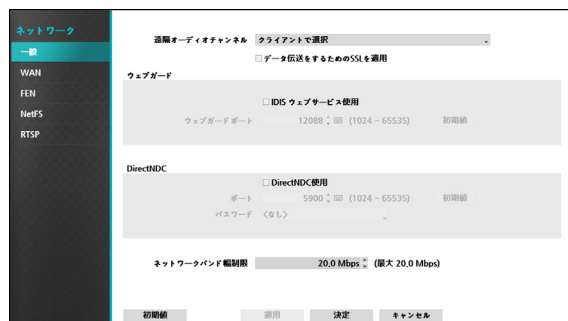 ネットワーク
一般
WAN
FEN
NetFS
RTSP
遠隔オーディオチャンネル クライアントで選択
データ伝送をするためのSSLを適用
ウェブガード
IDIS ウェブサービス使用
ウェブガードポート 12088 (1024 ~ 65535) 初期値
DirectNDC
DirectNDC使用
ポート 5900 (1024 ~ 65535) 初期値
パスワード 〈なし〉
ネットワークバンド幅制限 20,0 Mbps (最大 20,0 Mbps)
初期値 適用 決定 キャンセル